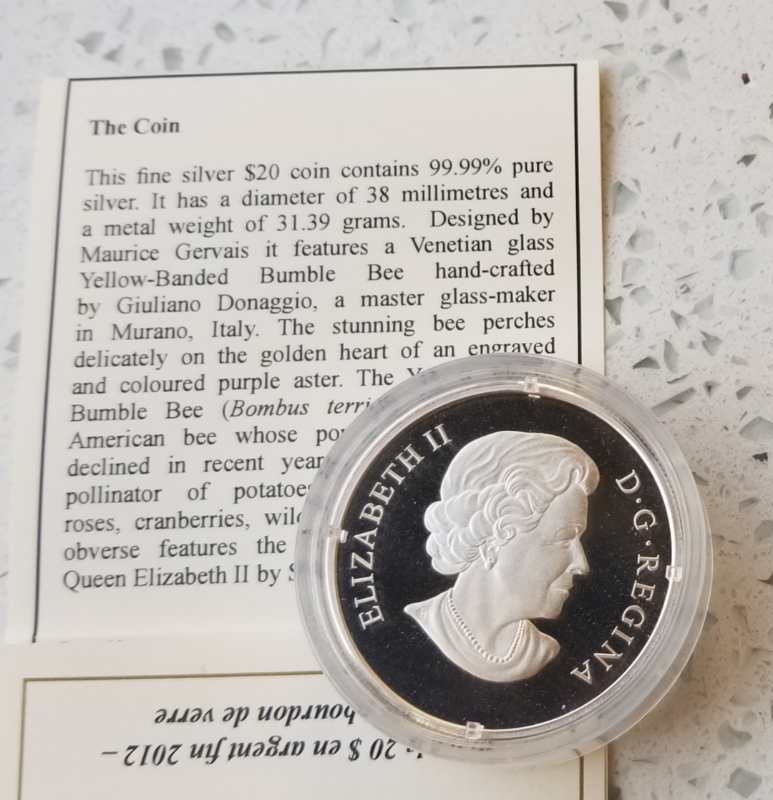 The Coin
This fine silver $20 coin contains 99.99% pure
silver. It has a diameter of 38 millimetres and
a metal weight of 31.39 grams. Designed by
Maurice Gervais it features a Venetian glass
Yellow-Banded Bumble Bee hand-crafted
by Giuliano Donaggio, a master glass-maker
in Murano, Italy. The stunning bee perches
delicately on the golden heart of an engraved
and coloured purple aster. The
Bumble Bee (Bombus
American bee whose
declined in recent
pollinator of
roses, cranberries,
obverse features the
Queen Elizabeth II by
ELIZABETH II
D·G·REGINA
20 $ en argent fin 2012 –
bourdon de verre